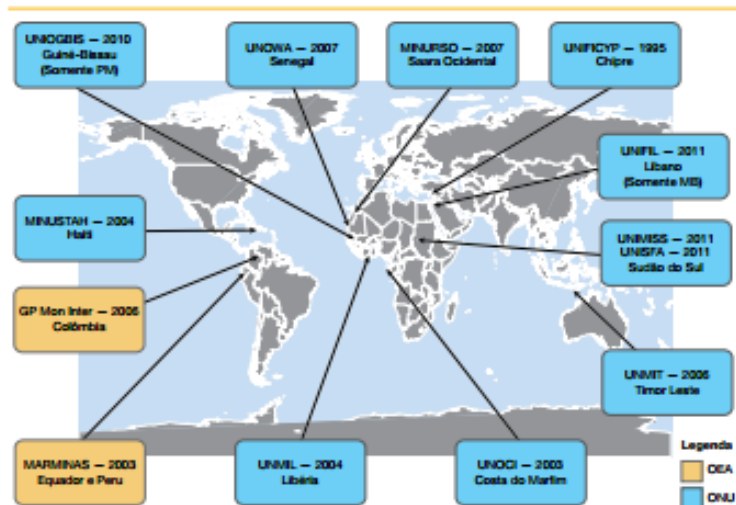 UNIOGBIS — 2010
Guiné-Bissau
(Somente PM)
UNOWA — 2007
Senegal
MINURSO — 2007
Saara Ocidental
UNIFICYP — 1995
Chipre
UNIFIL — 2011
Líbano
(Somente MB)
MINUSTAH — 2004
Haiti
UNIMISS — 2011
UNISFA — 2011
Sudão do Sul
GP Mon Inter — 2006
Colômbia
UNMIT — 2006
Timor Leste
MARMINAS — 2003
Equador e Peru
UNMIL — 2004
Libéria
UNOCI — 2003
Costa do Marfim
Legenda
OEA
ONU